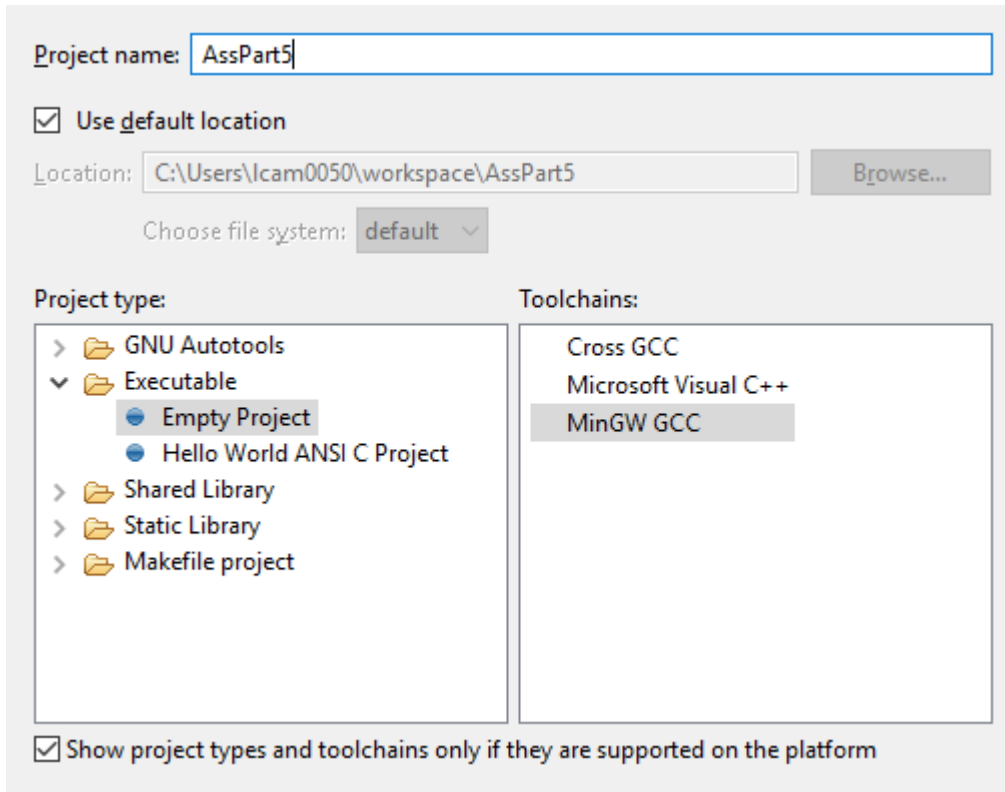 Project name: AssPart5
Use default location
Location: C:\Users\lcam0050\workspace\AssPart5 Browse...
Choose file system: default
Project type:
GNU Autotools
Executable
Empty Project
Hello World ANSI C Project
Shared Library
Static Library
Makefile project
Toolchains:
Cross GCC
Microsoft Visual C++
MinGW GCC
Show project types and toolchains only if they are supported on the platform